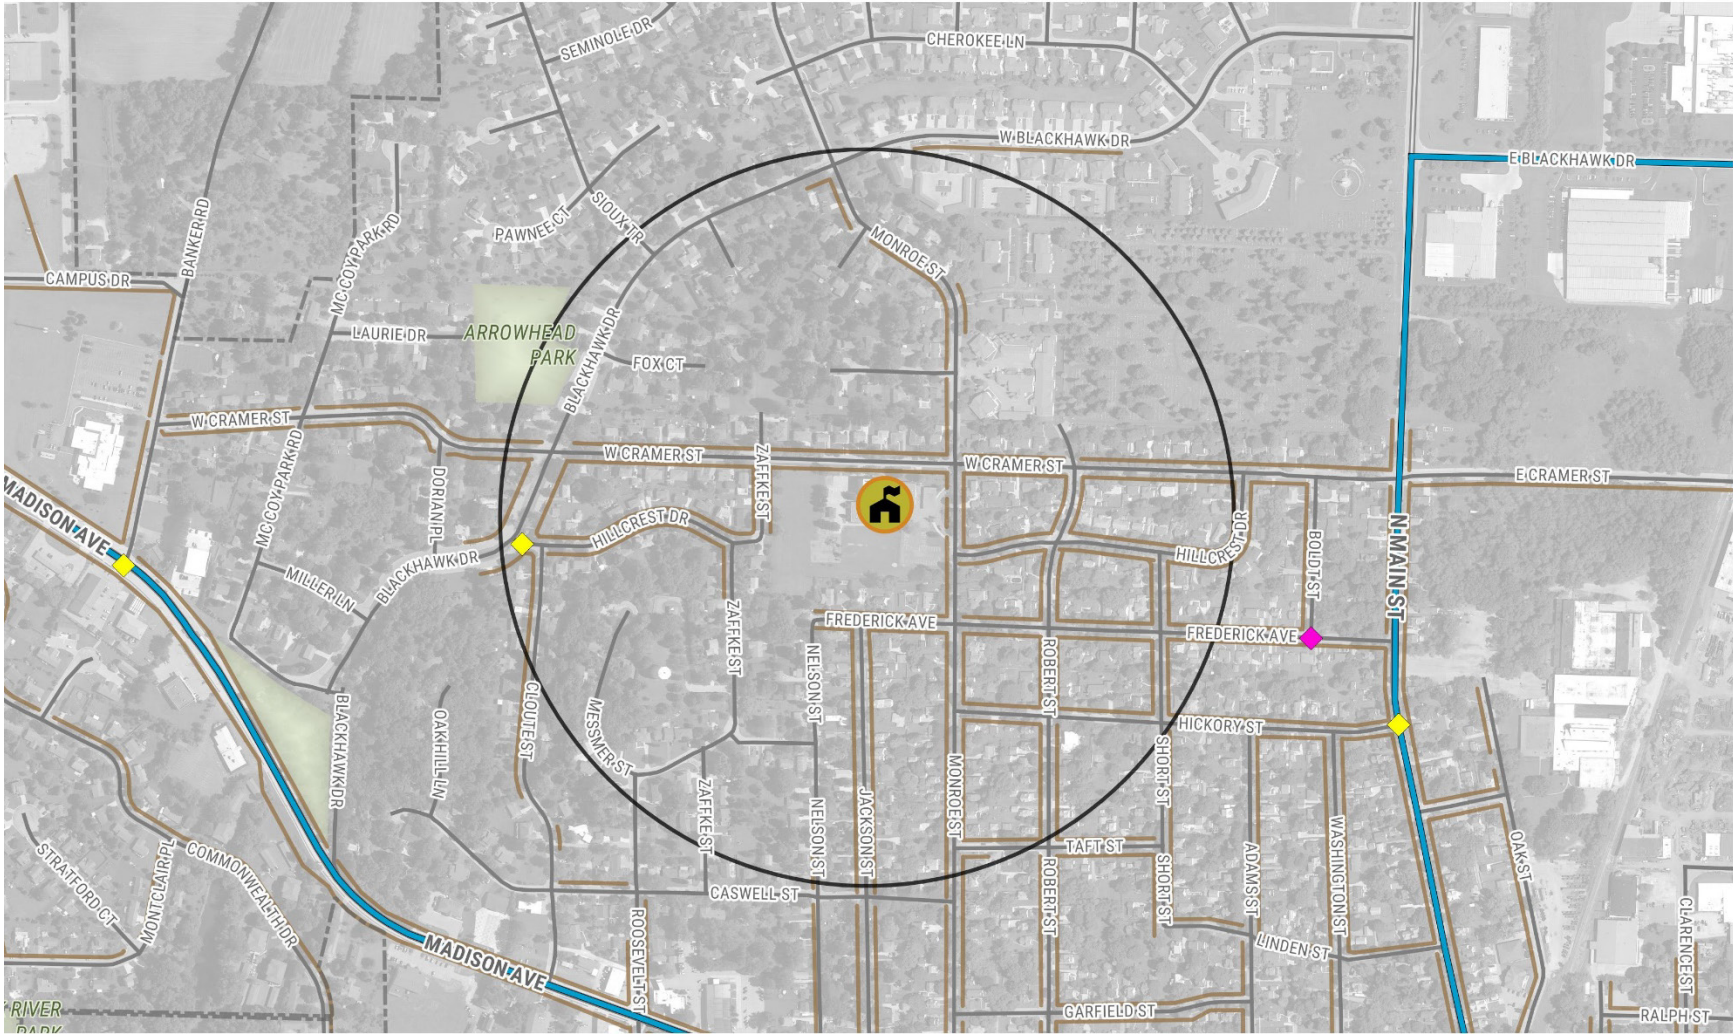 SEMINOLE DR
CHEROKEE LN
W BLACKHAWK DR
E BLACKHAWK DR
BANKER RD
MC COY PARK RD
PAWNEE CT
SIOUX TR
MONROE ST
CAMPUS DR
LAURIE DR
ARROWHEAD
PARK
BLACKHAWK DR
FOX CT
W CRAMER ST
W CRAMER ST
W CRAMER ST
E CRAMER ST
MC COY PARK RD
DORIAN PL
ZAFFKE ST
MADISON AVE
HILLCREST DR
HILLCREST DR
BOLDT ST
N MAIN ST
MILLER LN
BLACKHAWK DR
ZAFFKE ST
FREDERICK AVE
FREDERICK AVE
NELSON ST
ROBERT ST
BLACKHAWK DR
OAKHILL LN
CLOUTE ST
MESSMER ST
HICKORY ST
SHORT ST
MONROE ST
ZAFFKE ST
NELSON ST
JACKSON ST
TAFT ST
ROBERT ST
SHORT ST
ADAMS ST
WASHINGTON ST
OAK ST
STRATFORD CT
MONTCLAIR PL
COMMONWEALTH DR
CASWELL ST
ROOSEVELT ST
LINDEN ST
CLARENCE ST
MADISON AVE
RIVER
PARK
GARFIELD ST
RALPH ST